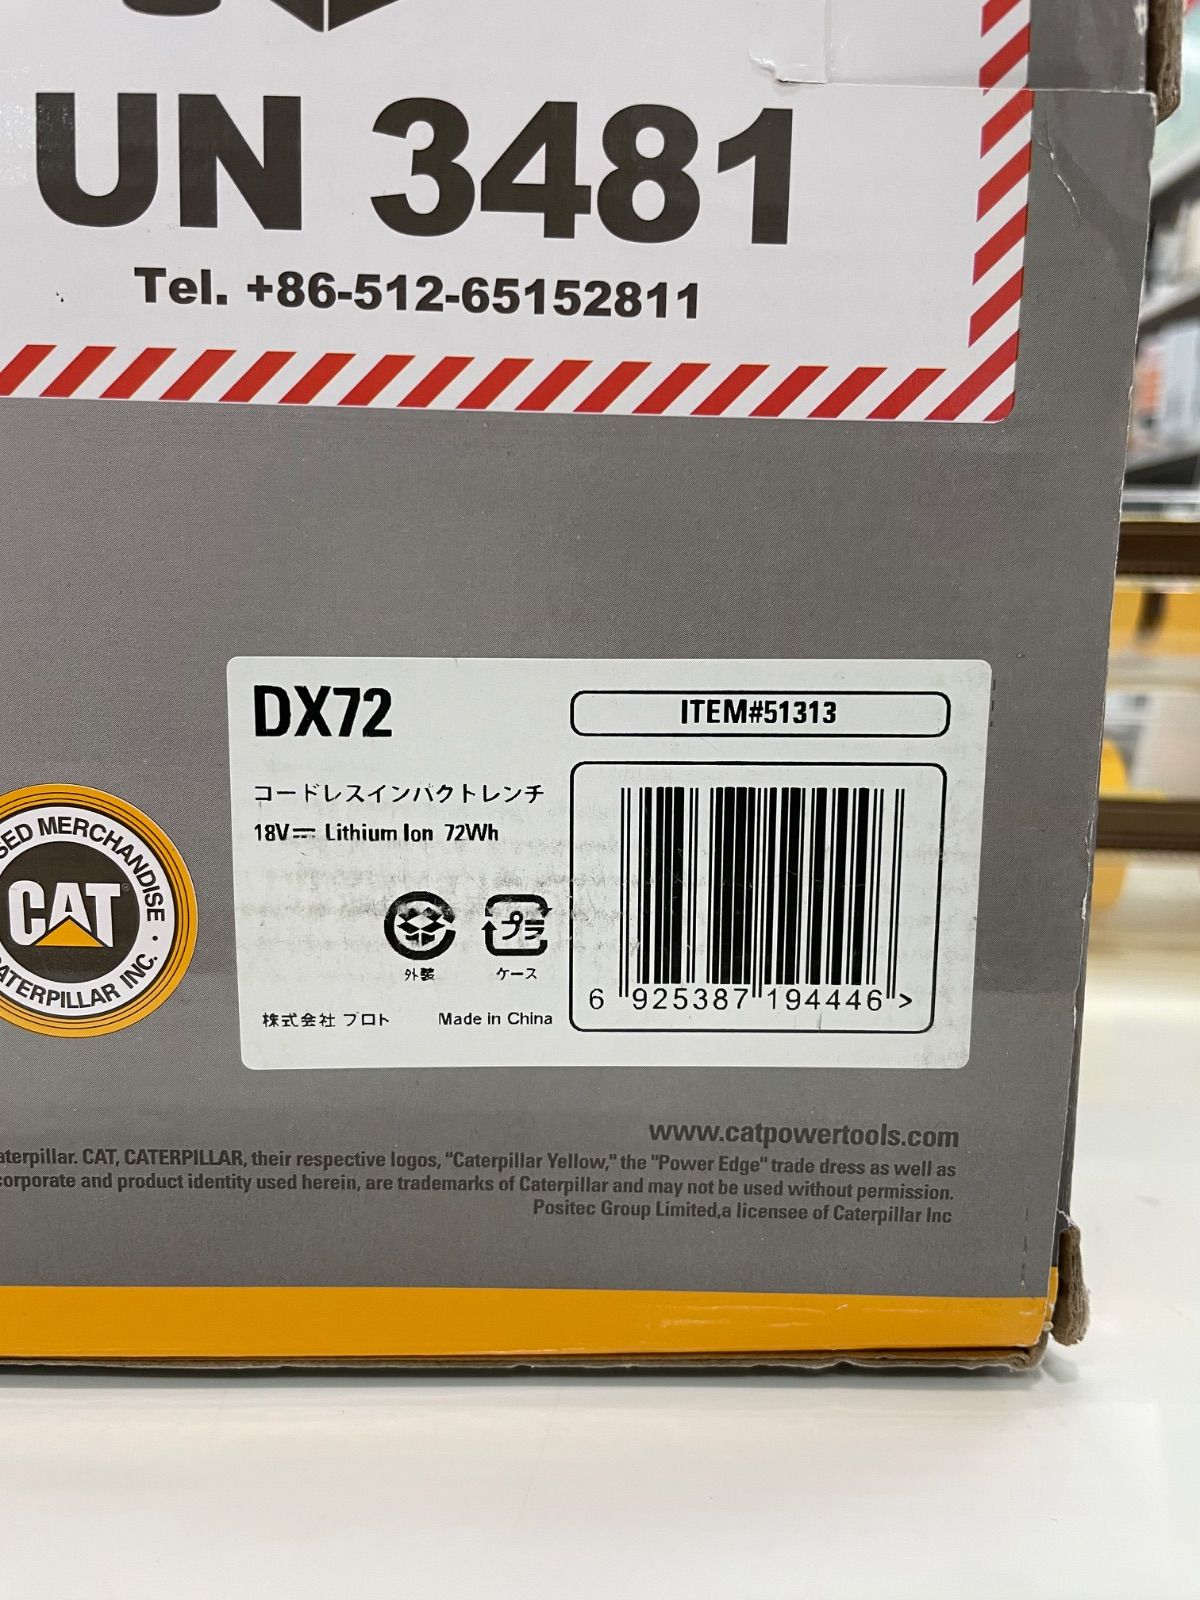 UN 3481
Tel. +86-512-65152811
DX72
ITEM#51313
コードレスインパクトレンチ
18V⎓ Lithium Ion 72Wh
外装
ケース
プラ
株式会社 プロト
Made in China
6 925387 194446 >
MERCHANDISE
CAT
CATERPILLAR INC.
www.catpowertools.com
CAT, CATERPILLAR, their respective logos, "Caterpillar Yellow," the "Power Edge" trade dress as well as
corporate and product identity used herein, are trademarks of Caterpillar and may not be used without permission.
Positec Group Limited,a licensee of Caterpillar Inc